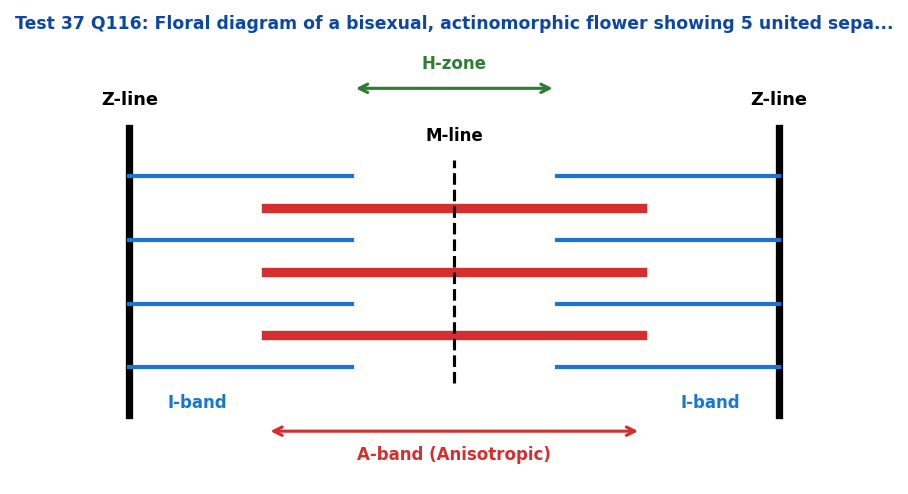 Test 37 Q116: Floral diagram of a bisexual, actinomorphic flower showing 5 united sepa...
H-zone
Z-line
Z-line
M-line
I-band
I-band
A-band (Anisotropic)